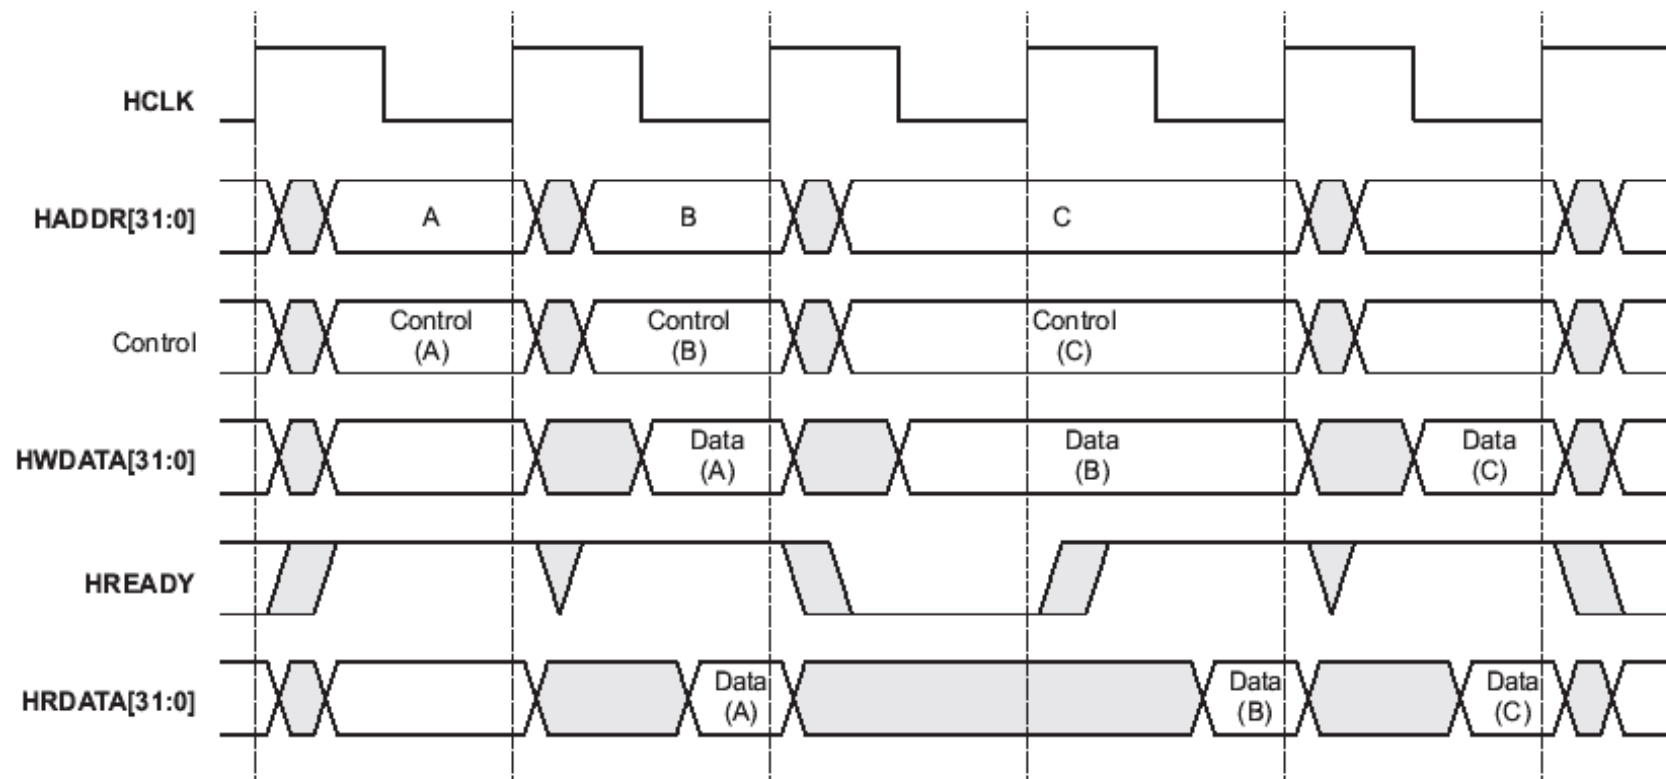 HCLK
HADDR[31:0]
A
B
C
Control
Control
(A)
Control
(B)
Control
(C)
HWDATA[31:0]
Data
(A)
Data
(B)
Data
(C)
HREADY
HRDATA[31:0]
Data
(A)
Data
(B)
Data
(C)